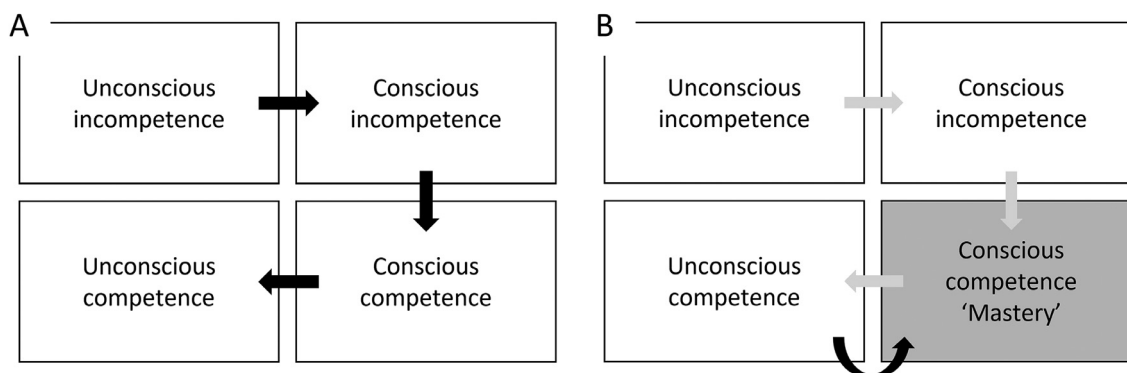 A
Unconscious
incompetence
Conscious
incompetence
Unconscious
competence
Conscious
competence
B
Unconscious
incompetence
Conscious
incompetence
Unconscious
competence
Conscious
competence
‘Mastery’